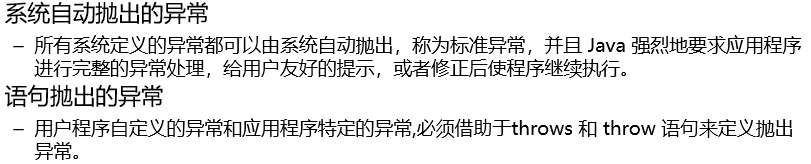 系统自动抛出的异常
– 所有系统定义的异常都可以由系统自动抛出，称为标准异常，并且 Java 强烈地要求应用程序
进行完整的异常处理，给用户友好的提示，或者修正后使程序继续执行。
语句抛出的异常
– 用户程序自定义的异常和应用程序特定的异常,必须借助于throws 和 throw 语句来定义抛出
异常。